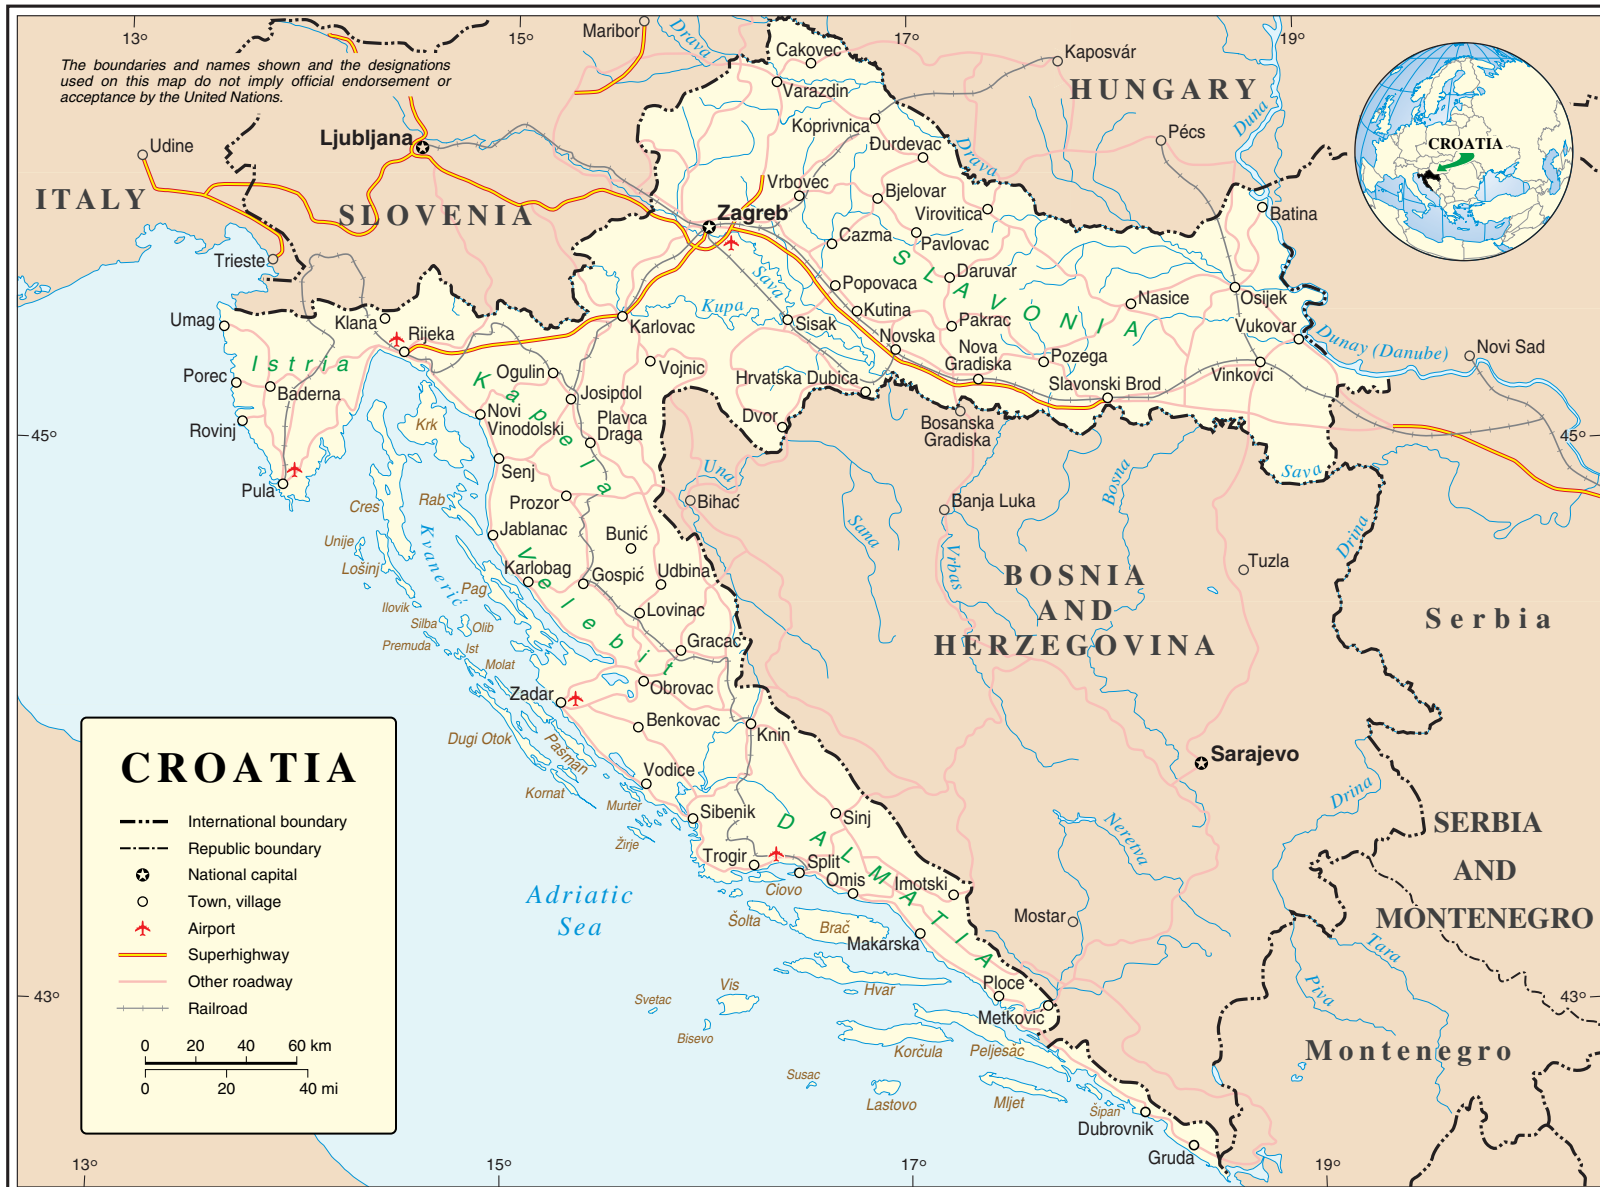 13°
15°
17°
19°
The boundaries and names shown and the designations
used on this map do not imply official endorsement or
acceptance by the United Nations.
Maribor
Drava
Cakovec
Kaposvár
HUNGARY
Varazdin
Koprivnica
Duna
Ljubljana
Udine
Đurdevac
Drava
Pécs
CROATIA
ITALY
SLOVENIA
Vrbovec
Bjelovar
Virovitica
Batina
Zagreb
Cazma
Pavlovac
Trieste
SLAVONIA
Daruvar
Sava
Popovaca
Nasice
Osijek
Umag
Klana
Rijeka
Karlovac
Kupa
Sisak
Kutina
Pakrac
Vukovar
Dunav (Danube)
Novi Sad
Istria
Novska
Nova
Gradiska
Pozega
Vinkovci
Porec
Baderna
Kapela
Ogulin
Vojnic
Hrvatska Dubica
Slavonski Brod
Josipdol
Rovinj
Krk
Novi
Vinodolski
Plavca
Draga
Dvor
Bosanska
Gradiska
45°
45°
Senj
Una
Bosna
Sava
Pula
Cres
Rab
Prozor
Bihać
Banja Luka
Sana
Drina
Unije
Kvanerić
Jablanac
Bunić
Vrbas
Lošinj
Velebit
Karlobag
Gospić
Udbina
BOSNIA
AND
HERZEGOVINA
Tuzla
Pag
Ilovik
Lovinac
Serbia
Silba
Olib
Premuda
Ist
Gracac
Molat
Zadar
Obrovac
Dugi Otok
Pašman
Benkovac
Knin
Sarajevo
CROATIA
Kornat
Vodice
Drina
Murter
Sibenik
Neretva
International boundary
Republic boundary
National capital
Town, village
Airport
Superhighway
Other roadway
Railroad
0 20 40 60 km
0 20 40 mi
Žirje
DALMATIA
Sinj
SERBIA
AND
MONTENEGRO
Trogir
Split
Omis
Imotski
Adriatic
Sea
Ciovo
Šolta
Brač
Makarska
Mostar
Tara
Piva
Vis
Hvar
Ploce
43°
43°
Svetac
Metković
Bisevo
Korčula
Peljesac
Montenegro
Susac
Lastovo
Mljet
Šipan
Dubrovnik
Gruda
13°
15°
17°
19°